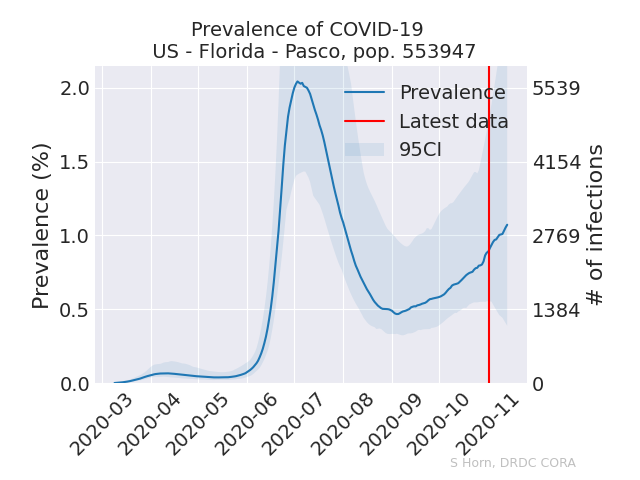 Prevalence of COVID-19
US - Florida - Pasco, pop. 553947
Prevalence (%)
2.0
1.5
1.0
0.5
0.0
Prevalence
Latest data
95CI
5539
4154
2769
1384
0
# of infections
2020-03
2020-04
2020-05
2020-06
2020-07
2020-08
2020-09
2020-10
2020-11
S Horn, DRDC CORA